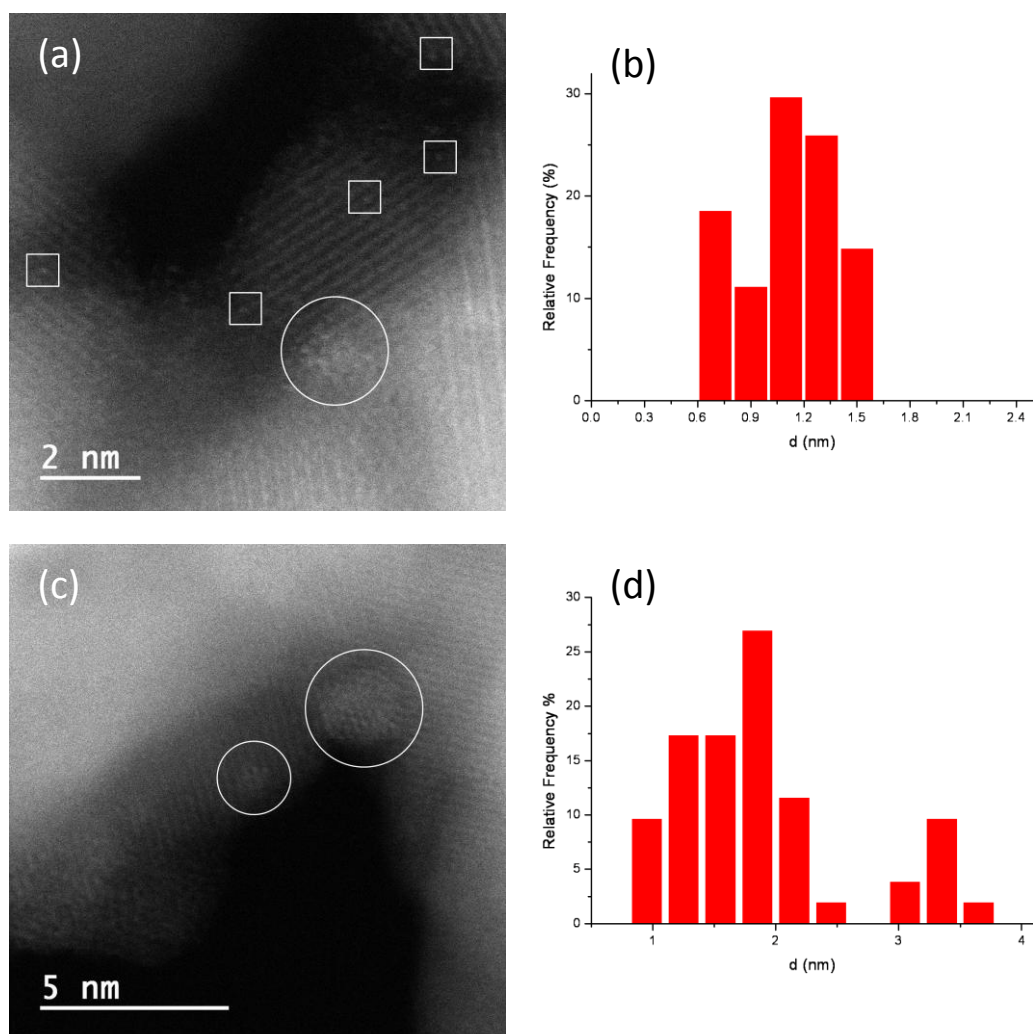 (a)
2 nm
(b)
Relative Frequency (%)
30
20
10
0
0.0 0.3 0.6 0.9 1.2 1.5 1.8 2.1 2.4
d (nm)
(c)
5 nm
(d)
Relative Frequency %
30
25
20
15
10
5
0
1 2 3 4
d (nm)